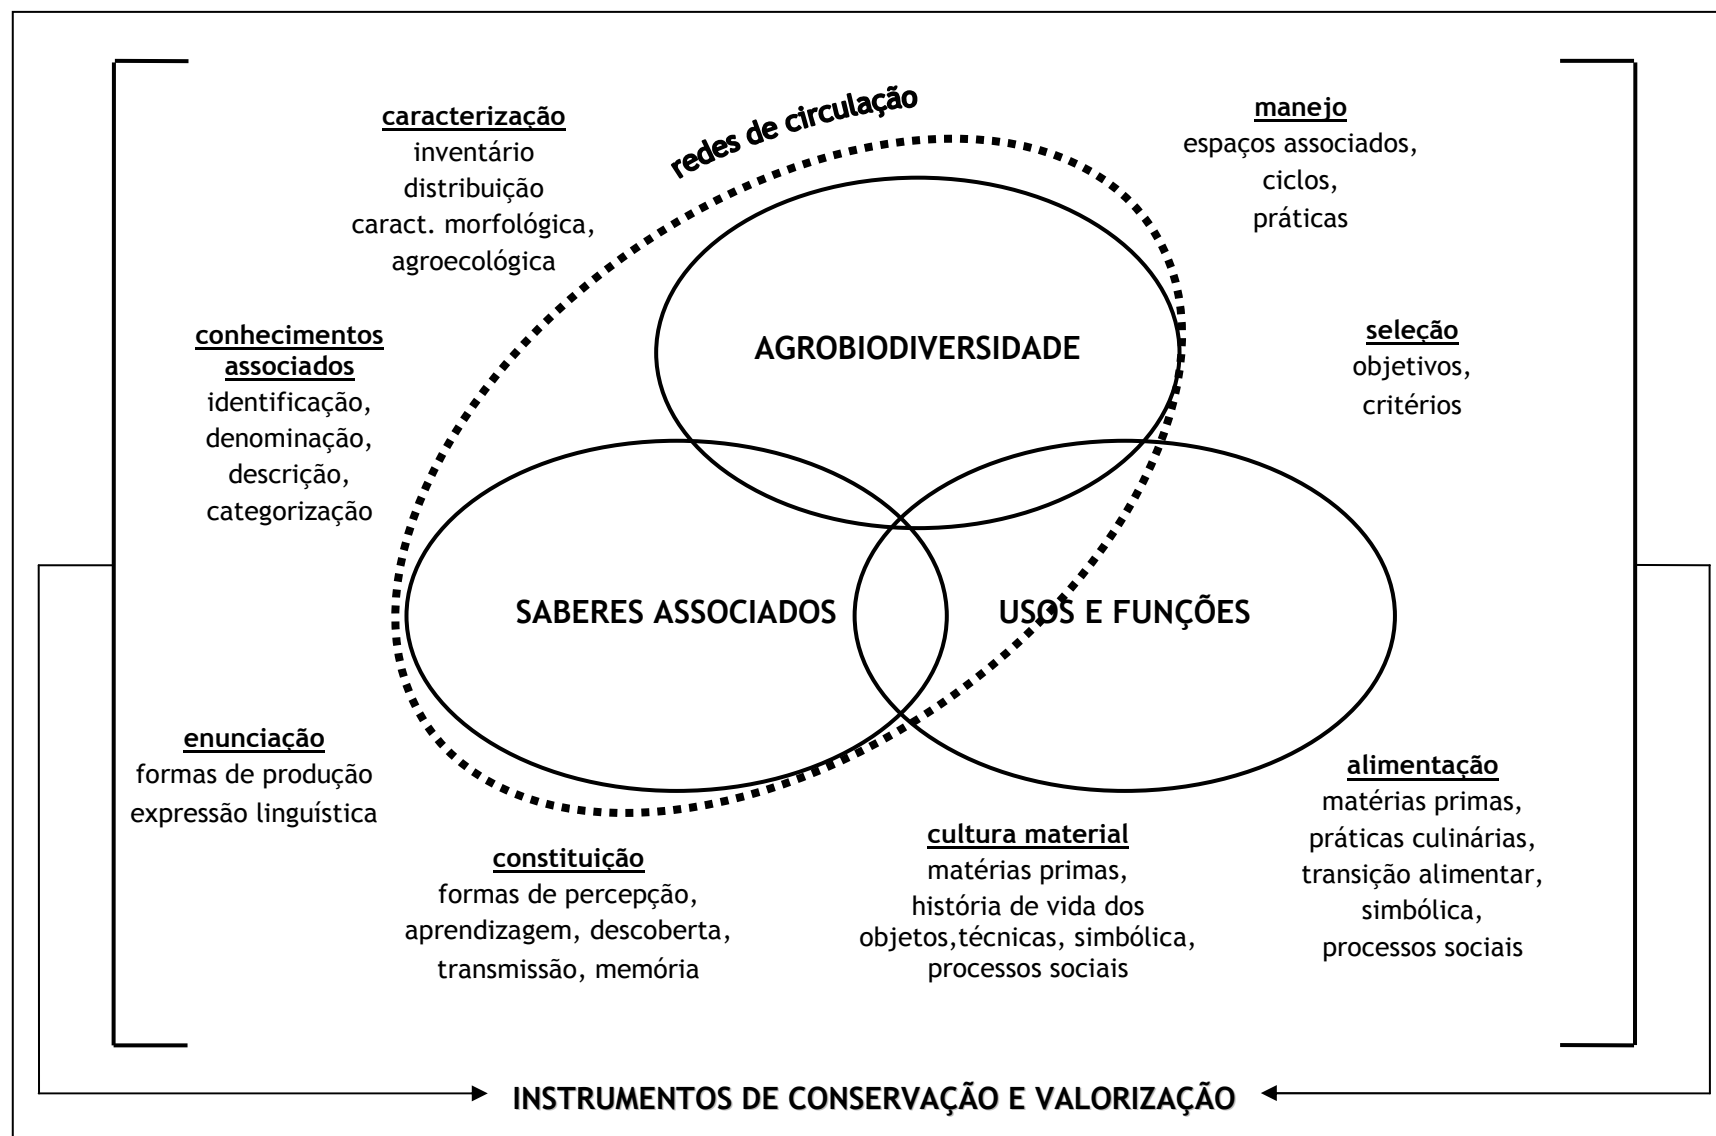 redes de circulação
caracterização
inventário
distribuição
caract. morfológica,
agroecológica
manejo
espaços associados,
ciclos,
práticas
conhecimentos
associados
identificação,
denominação,
descrição,
categorização
AGROBIODIVERSIDADE
seleção
objetivos,
critérios
SABERES ASSOCIADOS
USOS E FUNÇÕES
enunciação
formas de produção
expressão linguística
constituição
formas de percepção,
aprendizagem, descoberta,
transmissão, memória
cultura material
matérias primas,
história de vida dos
objetos,técnicas, simbólica,
processos sociais
alimentação
matérias primas,
práticas culinárias,
transição alimentar,
simbólica,
processos sociais
INSTRUMENTOS DE CONSERVAÇÃO E VALORIZAÇÃO